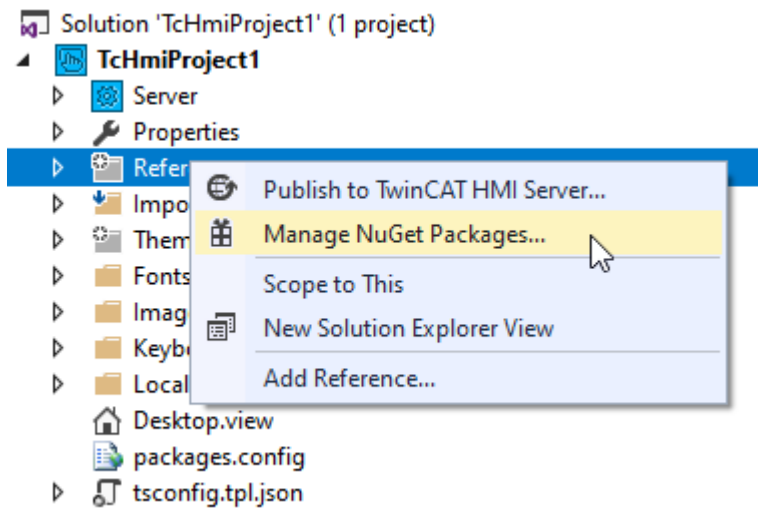 Solution 'TcHmiProject1' (1 project)
TcHmiProject1
Server
Properties
Refer
Publish to TwinCAT HMI Server...
Impo
Manage NuGet Packages...
Them
Fonts
Scope to This
Imag
New Solution Explorer View
Keyb
Local
Add Reference...
Desktop.view
packages.config
tsconfig.tpl.json